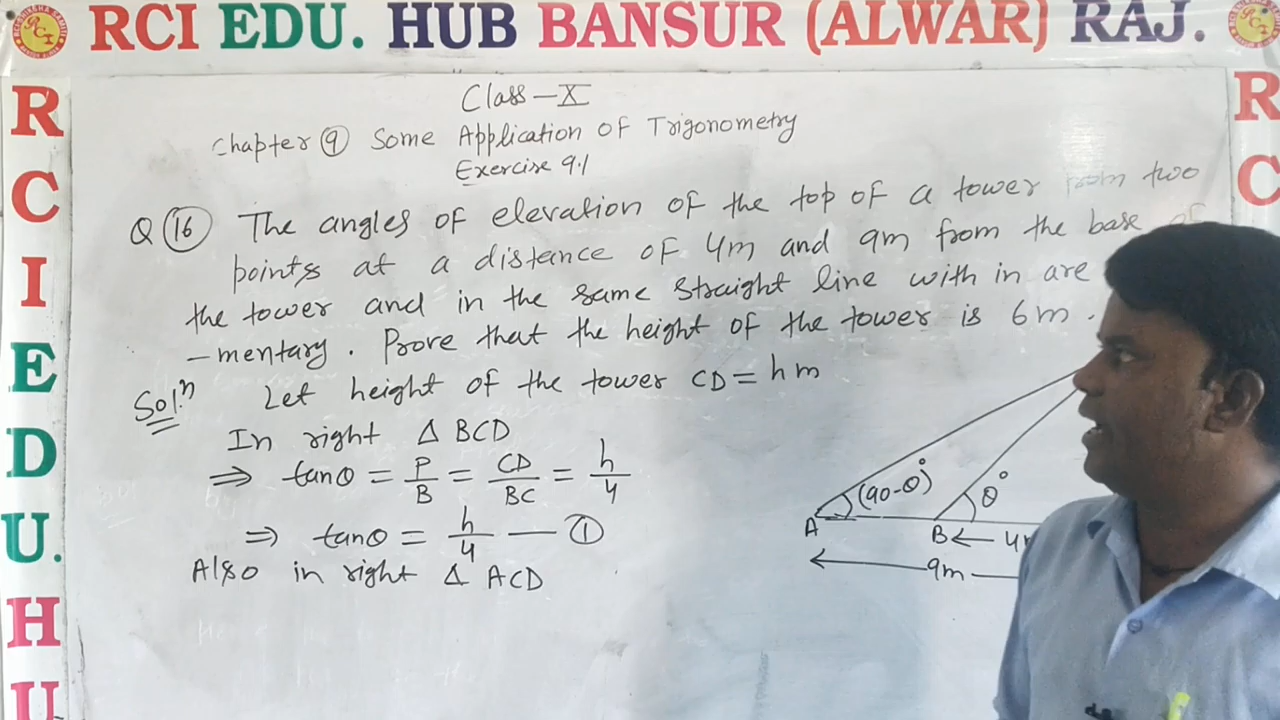 RCI EDU. HUB BANSUR (ALWAR) RAJ.
R
C
I
E
D
U.
H
U
R
C
Class - X
Chapter 9 Some Application of Trigonometry
Exercise 9.1
Q 16 The angles of elevation of the top of a tower from two
points at a distance of 4m and 9m from the base of
the tower and in the same straight line with in are
-mentary. Prove that the height of the tower is 6m.
Solⁿ Let height of the tower CD = h m
In right Δ BCD
⇒ tanθ = P/B = CD/BC = h/4
⇒ tanθ = h/4 — ①
Also in right Δ ACD
(90-θ)°
θ°
A
B ← 4m
← 9m —